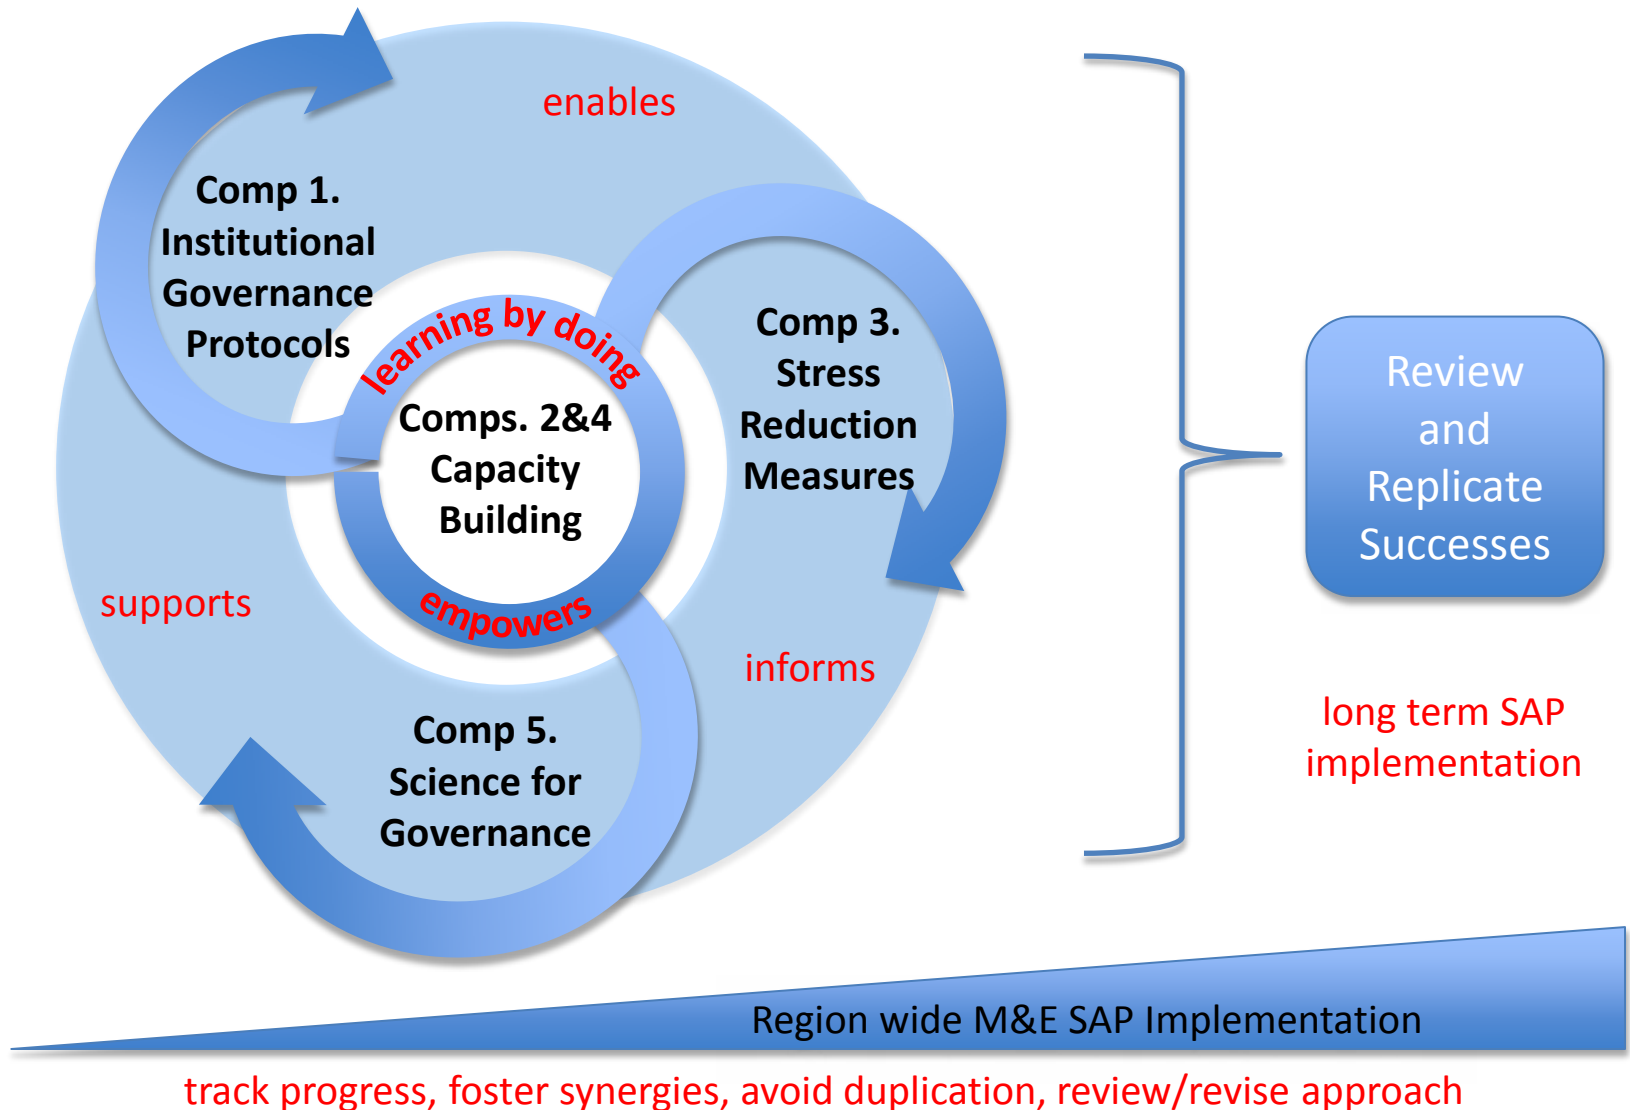 enables
Comp 1.
Institutional
Governance
Protocols
learning by doing
Comps. 2&4
Capacity
Building
empowers
Comp 3.
Stress
Reduction
Measures
supports
informs
Comp 5.
Science for
Governance
Review
and
Replicate
Successes
long term SAP
implementation
Region wide M&E SAP Implementation
track progress, foster synergies, avoid duplication, review/revise approach